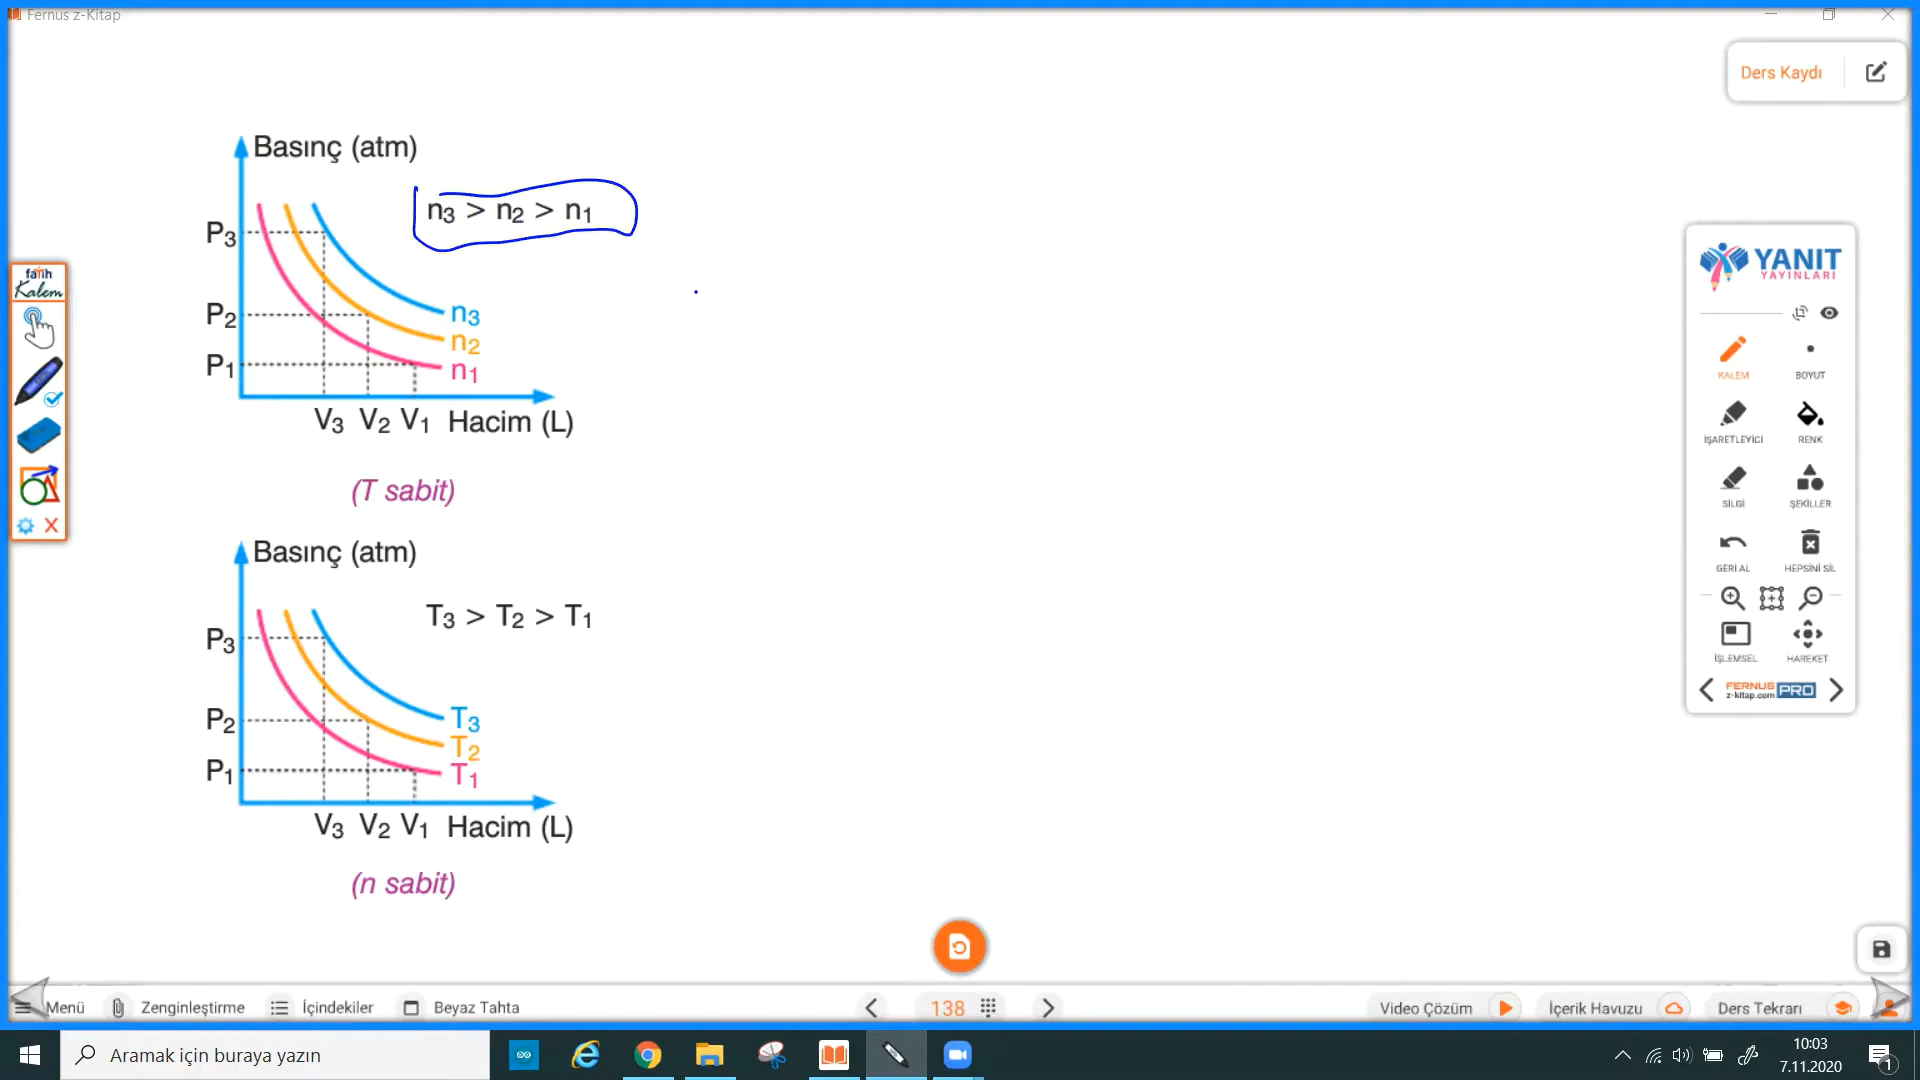 Fernus z-Kitap
Ders Kaydı
Basınç (atm)
n3 > n2 > n1
P3
P2
P1
n3
n2
n1
V3 V2 V1 Hacim (L)
(T sabit)
Basınç (atm)
T3 > T2 > T1
P3
P2
P1
T3
T2
T1
V3 V2 V1 Hacim (L)
(n sabit)
fatih
Kalem
YANIT
YAYINLARI
KALEM BOYUT
İŞARETLEYİCİ RENK
SİLGİ ŞEKİLLER
GERİ AL HEPSİNİ SİL
İŞLEMSEL HAREKET
FERNUS PRO
z-kitap.com
Menü Zenginleştirme İçindekiler Beyaz Tahta 138 Video Çözüm İçerik Havuzu Ders Tekrarı
Aramak için buraya yazın
10:03
7.11.2020
1